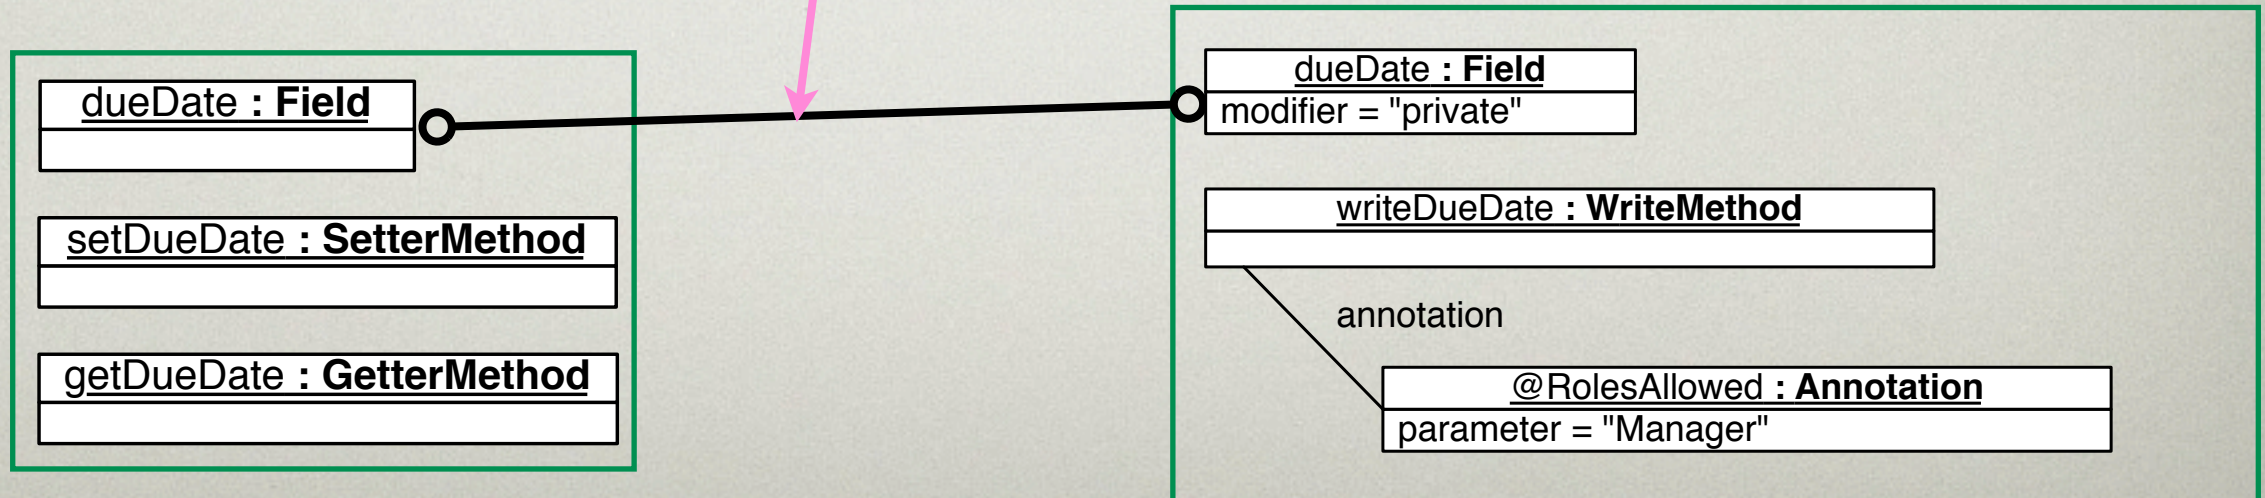 dueDate : Field
setDueDate : SetterMethod
getDueDate : GetterMethod
dueDate : Field
modifier = "private"
writeDueDate : WriteMethod
annotation
@RolesAllowed : Annotation
parameter = "Manager"